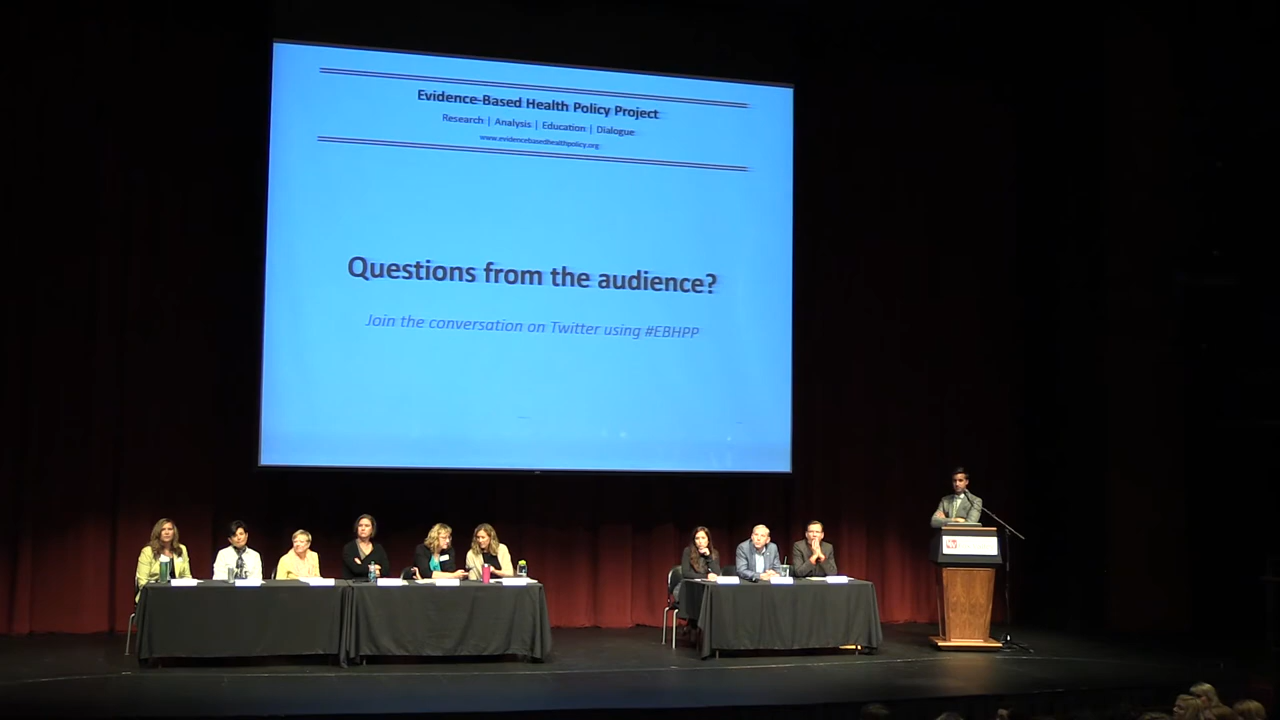 Evidence-Based Health Policy Project
Research | Analysis | Education | Dialogue
www.evidencebasedhealthpolicy.org
Questions from the audience?
Join the conversation on Twitter using #EBHPP